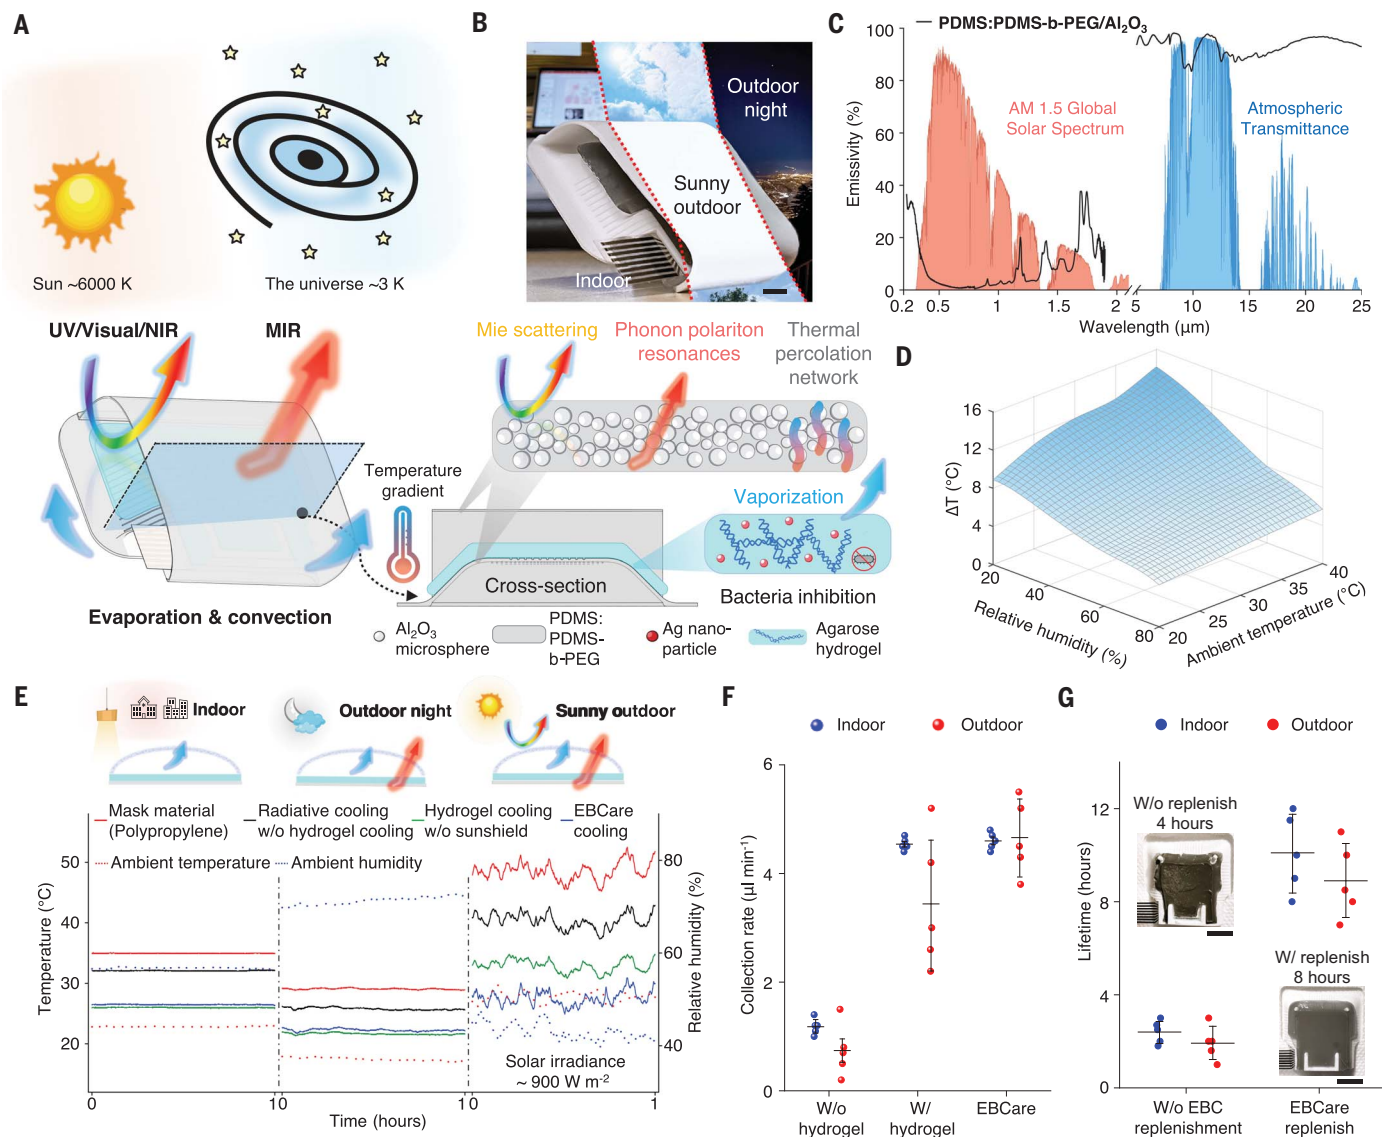 A
Sun ~6000 K
The universe ~3 K
UV/Visual/NIR
MIR
Evaporation & convection
B
Outdoor
night
Sunny
outdoor
Indoor
Mie scattering
Phonon polariton
resonances
Thermal
percolation
network
Temperature
gradient
Vaporization
Cross-section
Bacteria inhibition
Al2O3
microsphere
PDMS:
PDMS-
b-PEG
Ag nano-
particle
Agarose
hydrogel
C
PDMS:PDMS-b-PEG/Al2O3
AM 1.5 Global
Solar Spectrum
Atmospheric
Transmittance
Emissivity (%)
100
80
60
40
20
0
0.2 0.5 1 1.5 2 5 10 15 20 25
Wavelength (µm)
D
ΔT (°C)
16
12
8
4
0
20 40 60 80
Relative humidity (%)
20 25 30 35 40
Ambient temperature (°C)
E
Indoor
Outdoor night
Sunny outdoor
Mask material
(Polypropylene)
Radiative cooling
w/o hydrogel cooling
Hydrogel cooling
w/o sunshield
EBCare
cooling
Ambient temperature
Ambient humidity
Temperature (°C)
50
40
30
20
Relative humidity (%)
80
60
40
Solar irradiance
~ 900 W m-2
0 10 10 1
Time (hours)
F
Indoor
Outdoor
Collection rate (µl min-1)
6
4
2
0
W/o
hydrogel
W/
hydrogel
EBCare
G
Indoor
Outdoor
Lifetime (hours)
12
8
4
0
W/o replenish
4 hours
W/ replenish
8 hours
W/o EBC
replenishment
EBCare
replenish